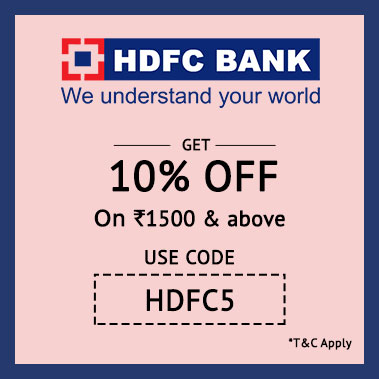 HDFC BANK
We understand your world
GET
10% OFF
On ₹1500 & above
USE CODE
HDFC5
*T&C Apply